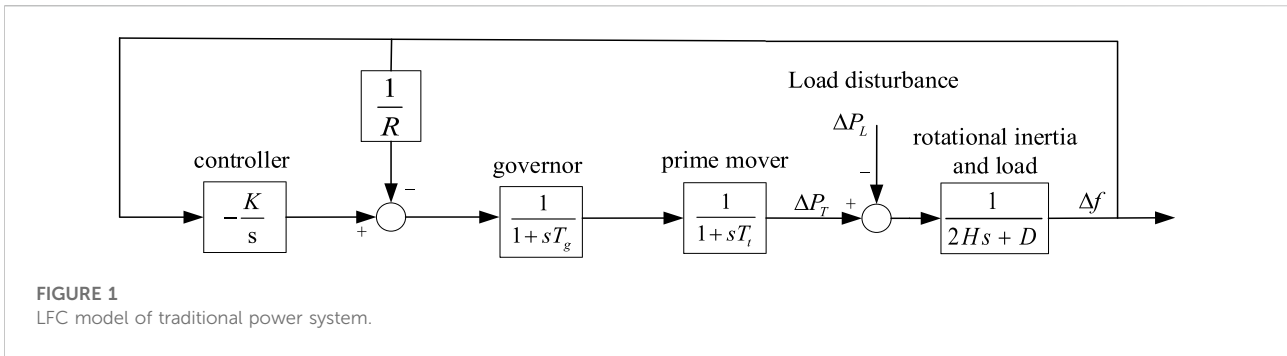 Load disturbance
1
R
ΔP_L
rotational inertia
and load
controller
governor
prime mover
−
−
− K
s
+
1
1 + sT_g
1
1 + sT_t
ΔP_T
+
1
2Hs + D
Δf
FIGURE 1
LFC model of traditional power system.